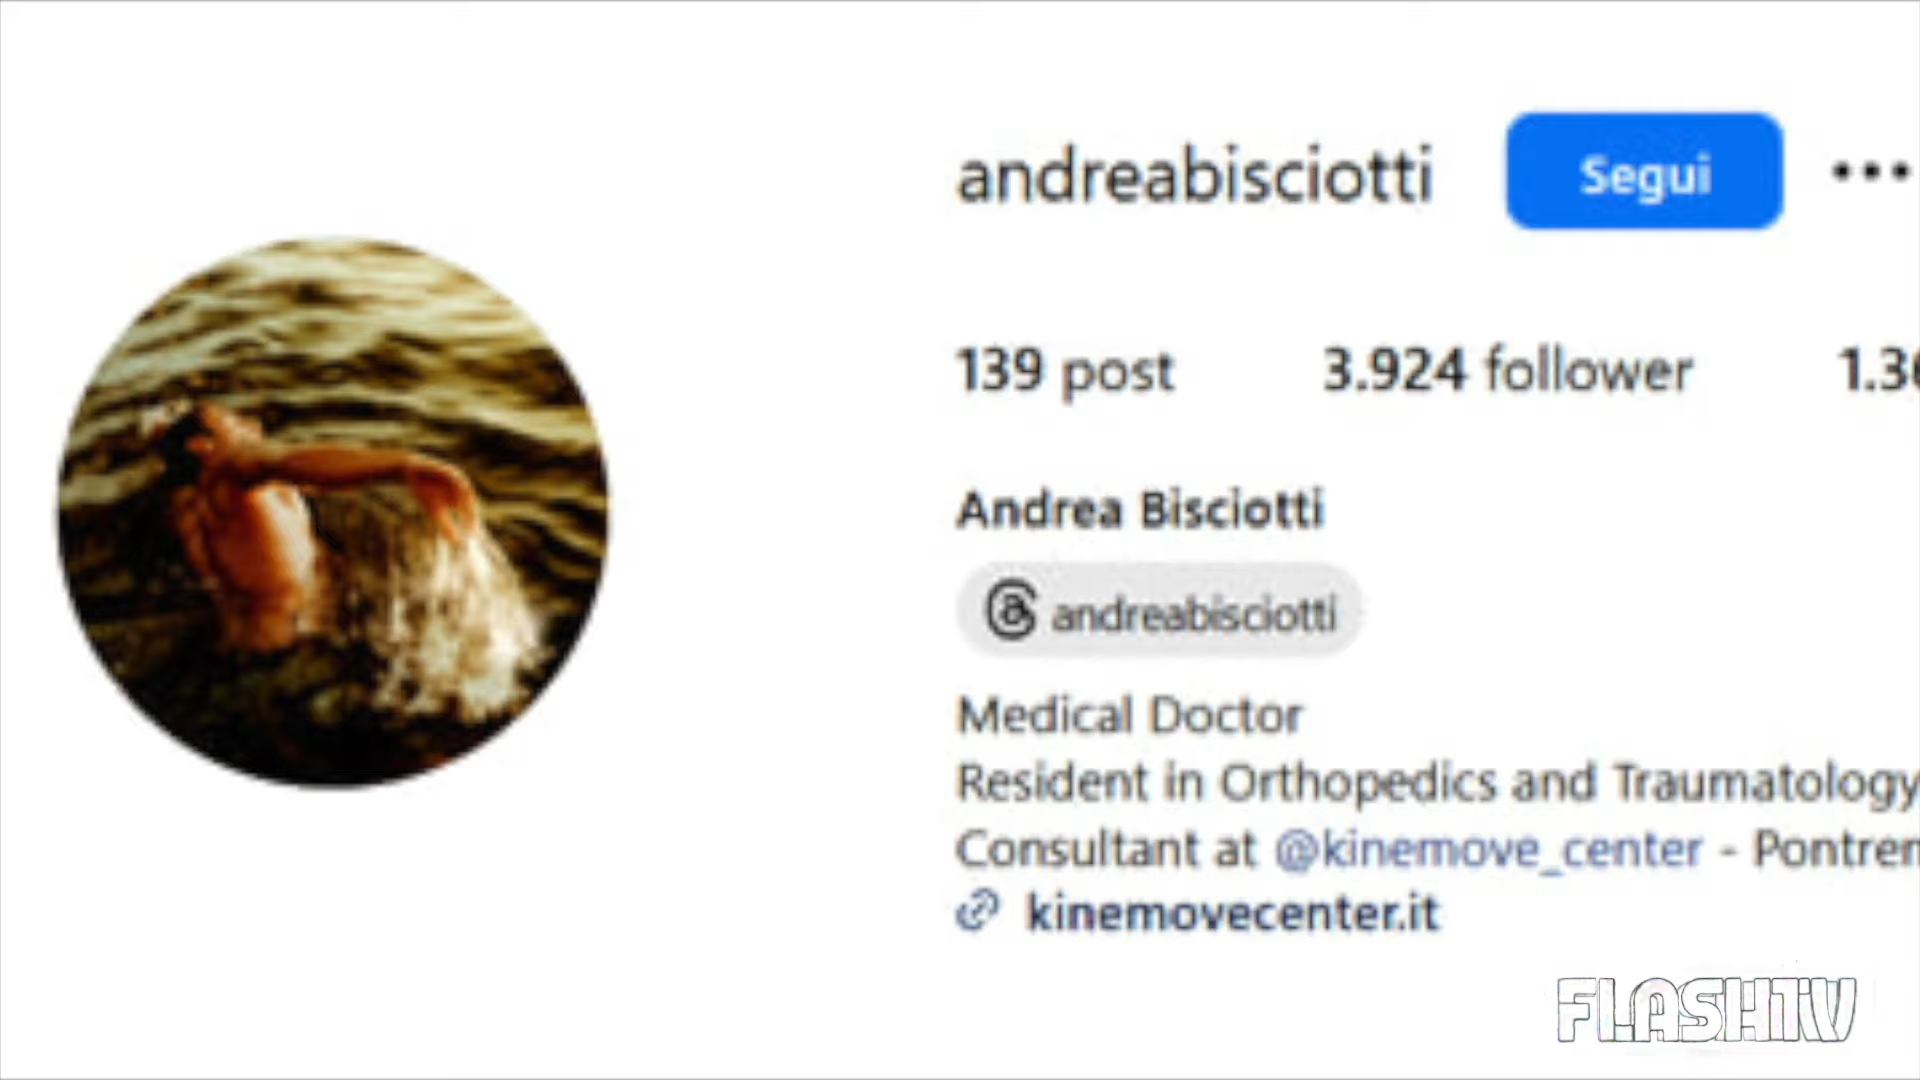 andreabisciotti Segui
139 post 3.924 follower
Andrea Bisciotti
andreabisciotti
Medical Doctor
Resident in Orthopedics and Traumatology
Consultant at @kinemove_center -
kinemovecenter.it
FLASHTV